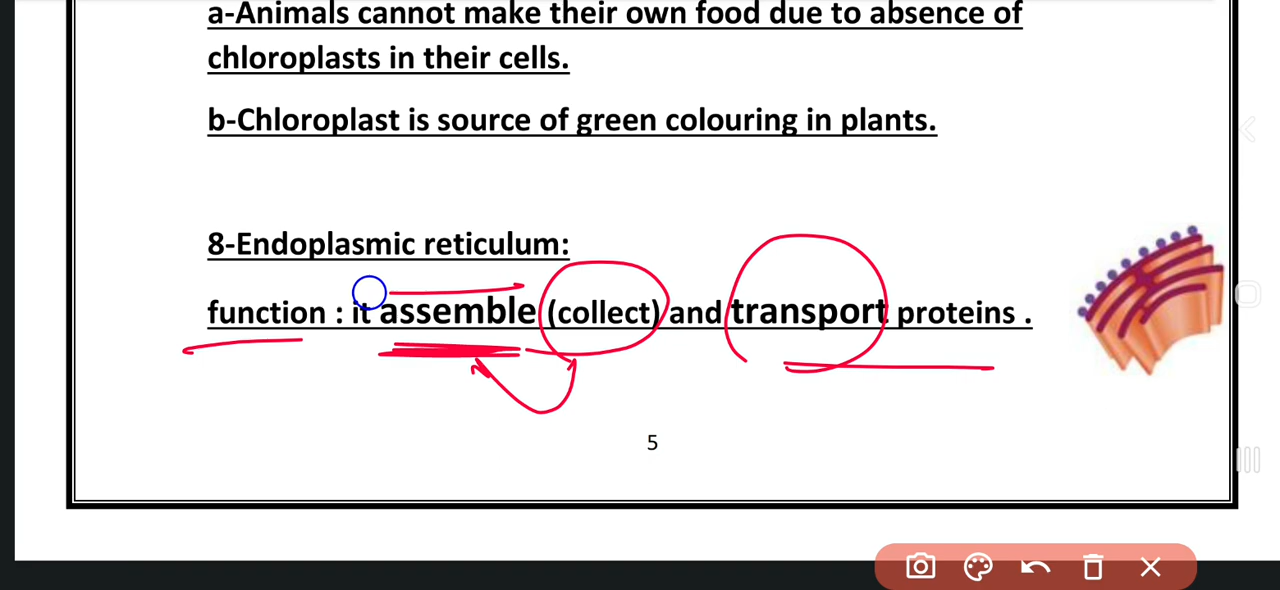 a-Animals cannot make their own food due to absence of
chloroplasts in their cells.
b-Chloroplast is source of green colouring in plants.
8-Endoplasmic reticulum:
function : it assemble (collect) and transport proteins .
5